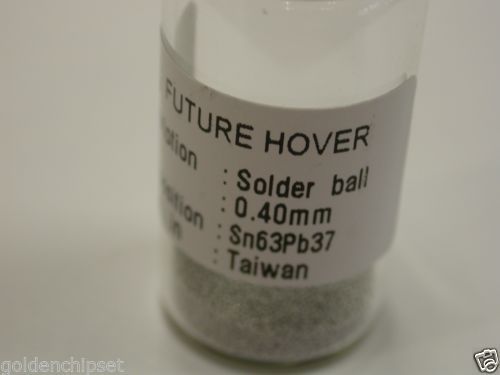 FUTURE HOVER
: Solder ball
: 0.40mm
: Sn63Pb37
: Taiwan
goldenchipset